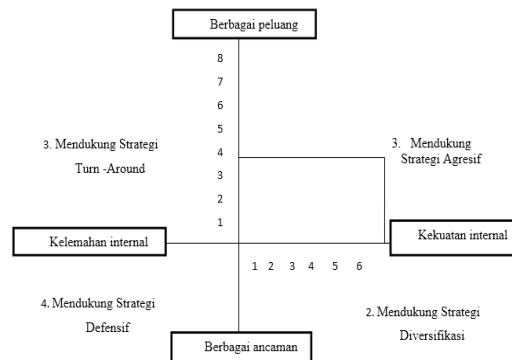 Berbagai peluang
8
7
6
5
4
3
2
1
3. Mendukung Strategi
Turn -Around
3. Mendukung
Strategi Agresif
Kelemahan internal
Kekuatan internal
1 2 3 4 5 6
4. Mendukung Strategi
Defensif
2. Mendukung Strategi
Diversifikasi
Berbagai ancaman